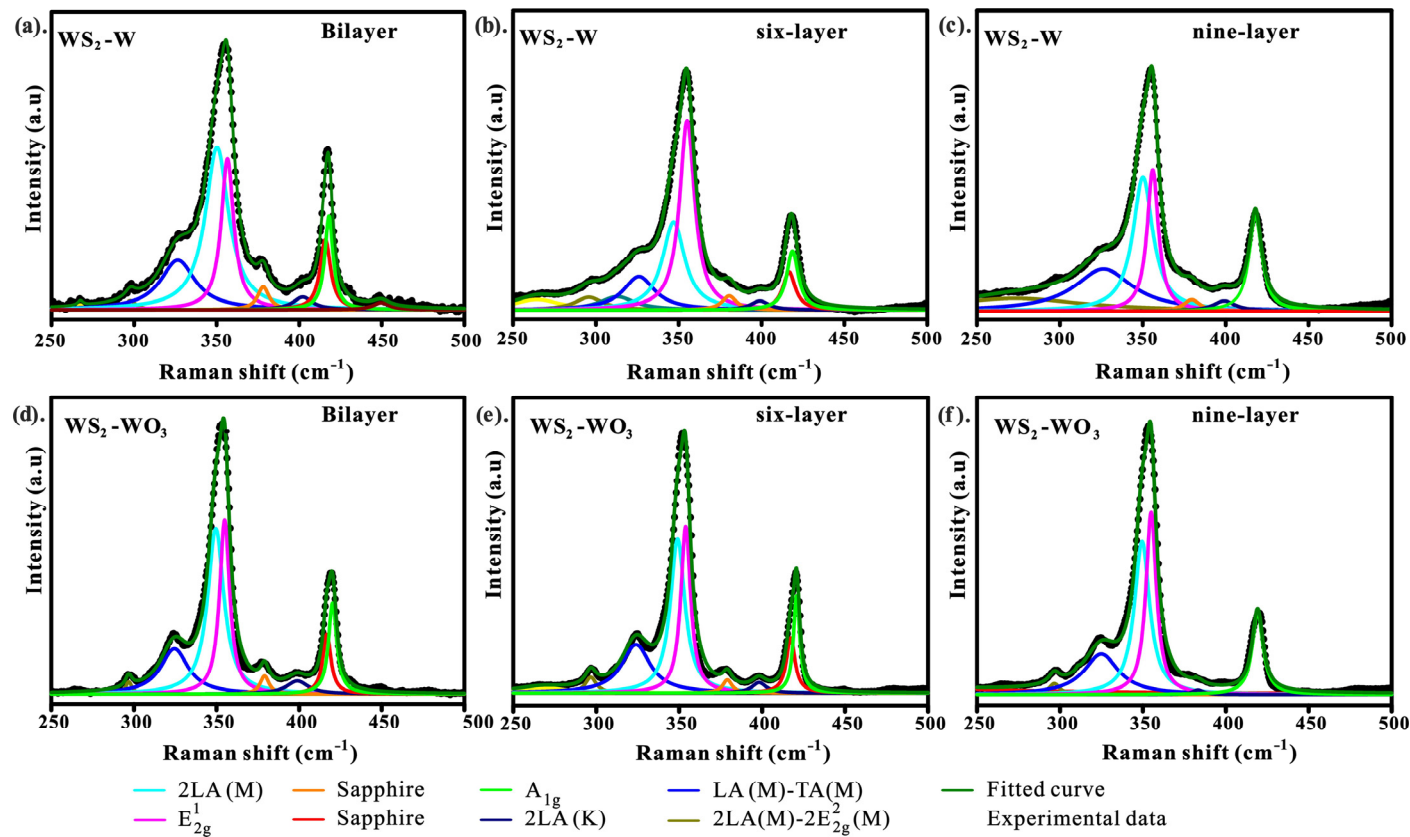 (a). WS₂-W Bilayer
Intensity (a.u)
250 300 350 400 450 500
Raman shift (cm⁻¹)
(b). WS₂-W six-layer
250 300 350 400 450 500
Raman shift (cm⁻¹)
(c). WS₂-W nine-layer
Intensity (a.u)
250 300 350 400 450 500
Raman shift (cm⁻¹)
(d). WS₂-WO₃ Bilayer
Intensity (a.u)
250 300 350 400 450 500
Raman shift (cm⁻¹)
(e). WS₂-WO₃ six-layer
Intensity (a.u)
250 300 350 400 450 500
Raman shift (cm⁻¹)
(f). WS₂-WO₃ nine-layer
Intensity (a.u)
250 300 350 400 450 500
Raman shift (cm⁻¹)
2LA(M) Sapphire A₁g LA(M)-TA(M) Fitted curve
E¹₂g Sapphire 2LA(K) 2LA(M)-2E²₂g(M) Experimental data